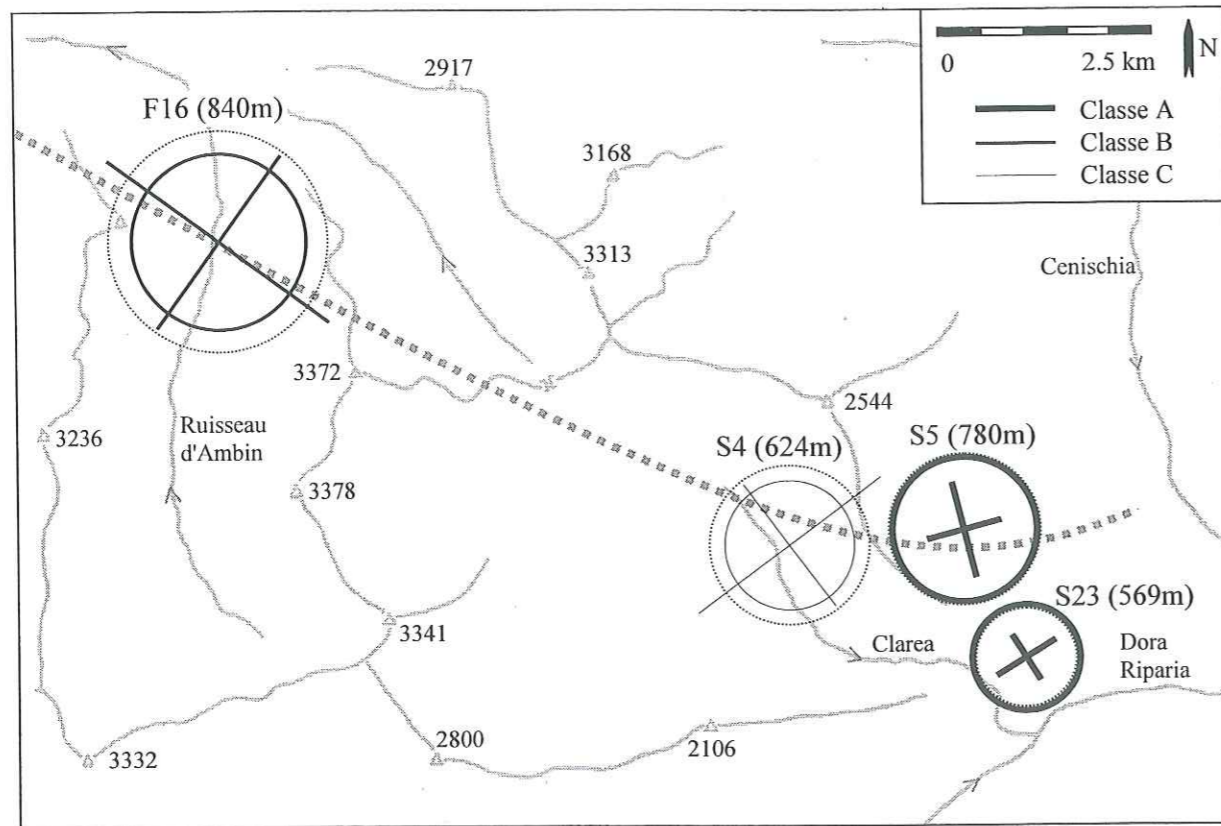 2917
N
0
2.5 km
F16 (840m)
Classe A
Classe B
3168
Classe C
3313
Cenischia
3372
2544
3236
Ruisseau
d'Ambin
S4 (624m)
S5 (780m)
3378
S23 (569m)
3341
Clarea
Dora
Riparia
2800
2106
3332